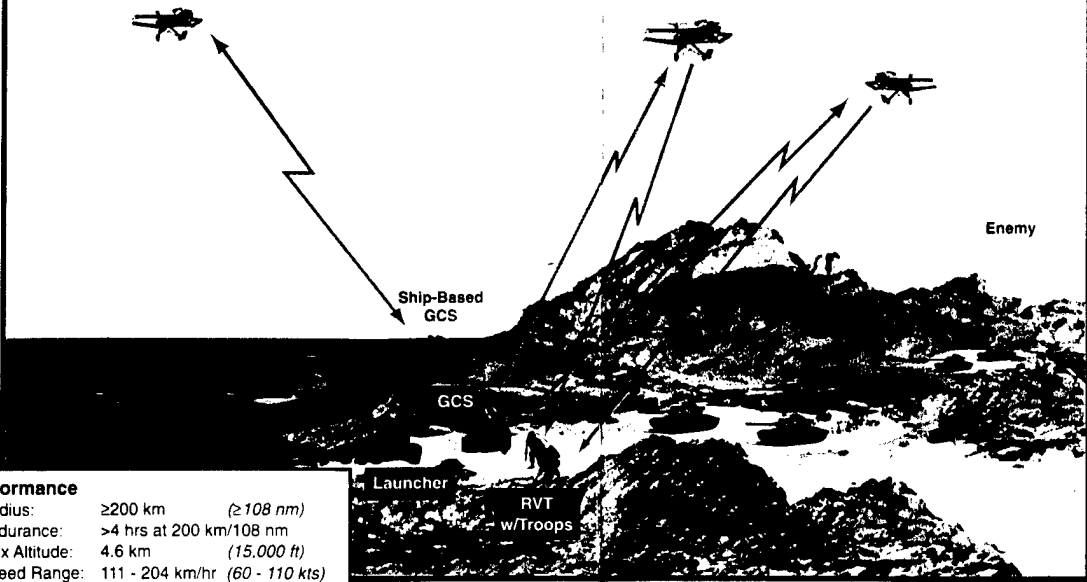 Enemy
Ship-Based
GCS
GCS
Launcher
RVT
w/Troops
ormance
dius: ≥200 km (≥ 108 nm)
durance: >4 hrs at 200 km/108 nm
x Altitude: 4.6 km (15,000 ft)
eed Range: 111 - 204 km/hr (60 - 110 kts)